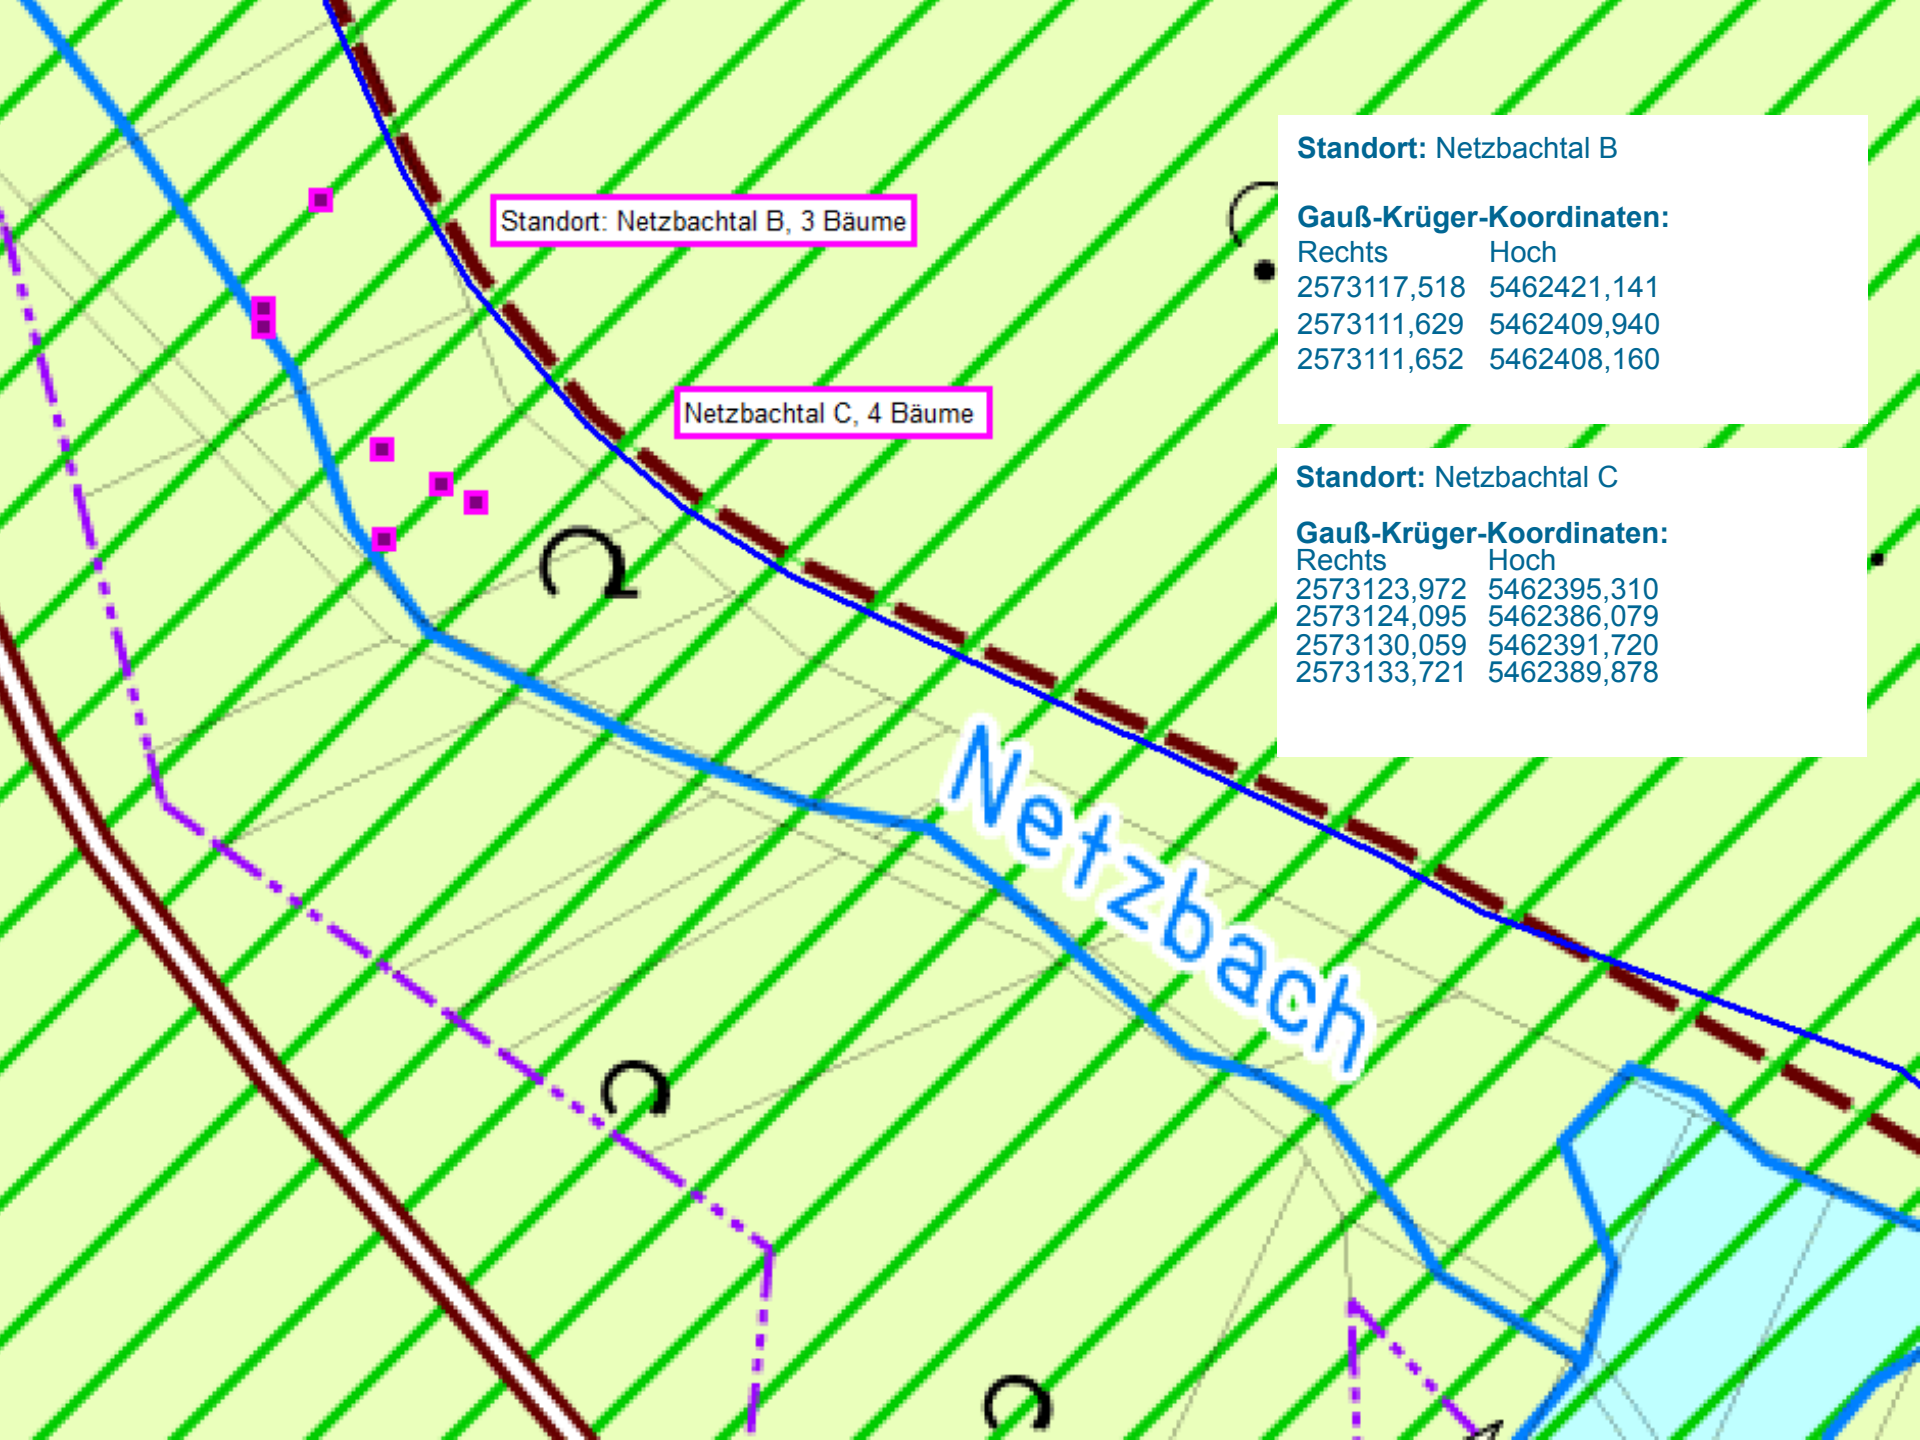 Standort: Netzbachtal B, 3 Bäume
Netzbachtal C, 4 Bäume
Standort: Netzbachtal B
Gauß-Krüger-Koordinaten:
Rechts Hoch
2573117,518 5462421,141
2573111,629 5462409,940
2573111,652 5462408,160
Standort: Netzbachtal C
Gauß-Krüger-Koordinaten:
Rechts Hoch
2573123,972 5462395,310
2573124,095 5462386,079
2573130,059 5462391,720
2573133,721 5462389,878
Netzbach